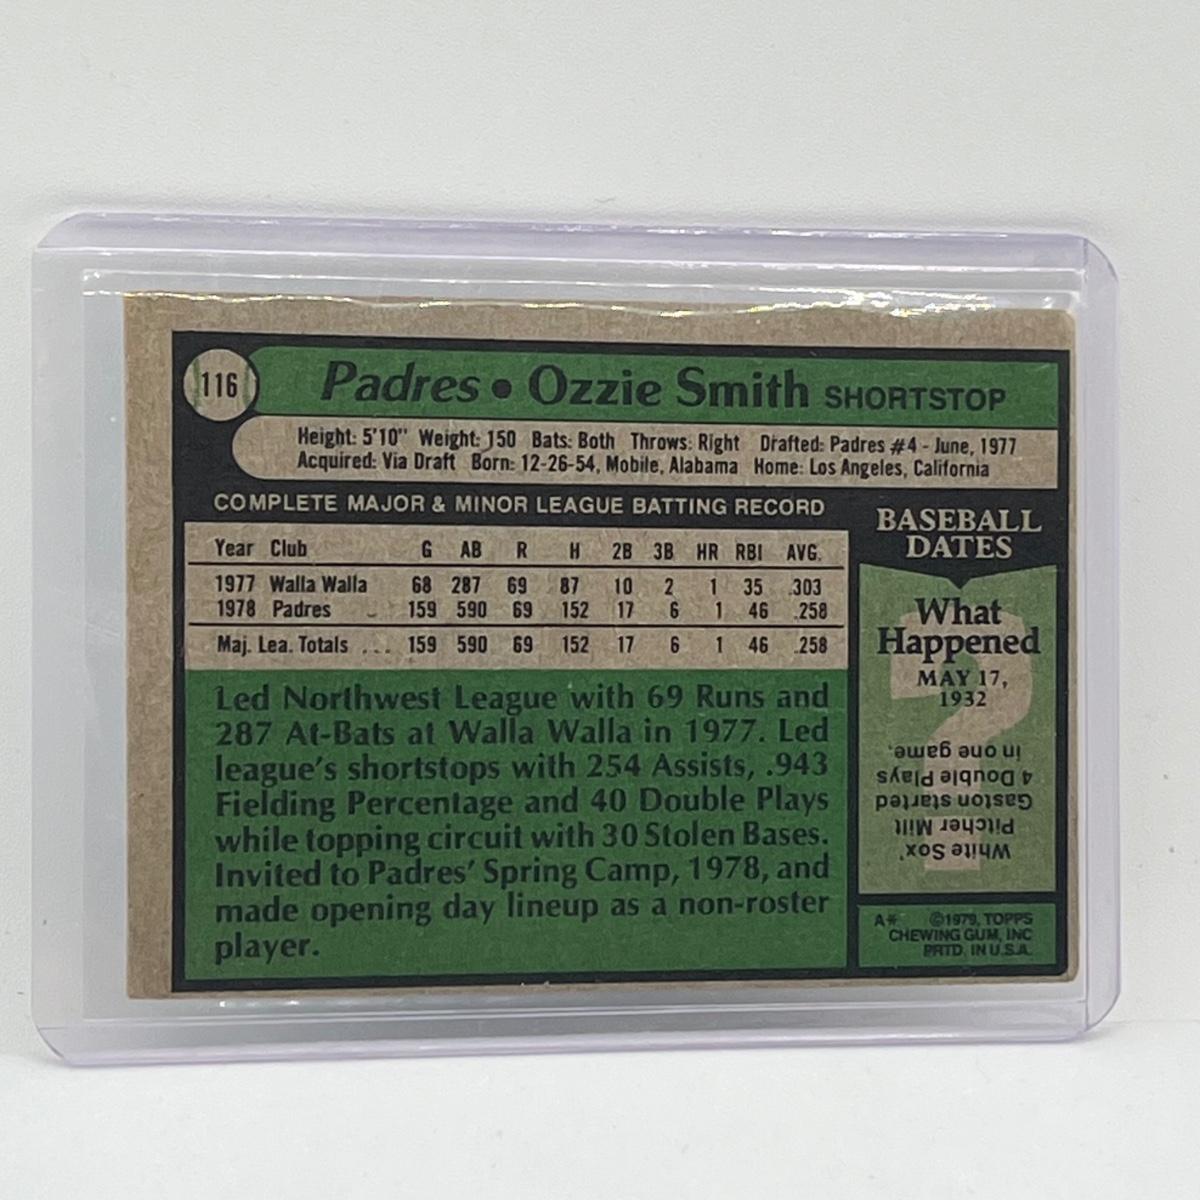 116
Padres • Ozzie Smith SHORTSTOP
Height: 5'10" Weight: 150 Bats: Both Throws: Right Drafted: Padres #4 - June, 1977
Acquired: Via Draft Born: 12-26-54, Mobile, Alabama Home: Los Angeles, California
COMPLETE MAJOR & MINOR LEAGUE BATTING RECORD
Year Club G AB R H 2B 3B HR RBI AVG.
1977 Walla Walla 68 287 69 87 10 2 1 35 .303
1978 Padres 159 590 69 152 17 6 1 46 .258
Maj. Lea. Totals ... 159 590 69 152 17 6 1 46 .258
Led Northwest League with 69 Runs and
287 At-Bats at Walla Walla in 1977. Led
league's shortstops with 254 Assists, .943
Fielding Percentage and 40 Double Plays
while topping circuit with 30 Stolen Bases.
Invited to Padres' Spring Camp, 1978, and
made opening day lineup as a non-roster
player.
BASEBALL
DATES
?
What
Happened
MAY 17,
1932
White Sox'
Pitcher Milt
Gaston started
4 Double Plays
in one game.
A* ©1979, TOPPS
CHEWING GUM, INC
PRTD. IN U.S.A.